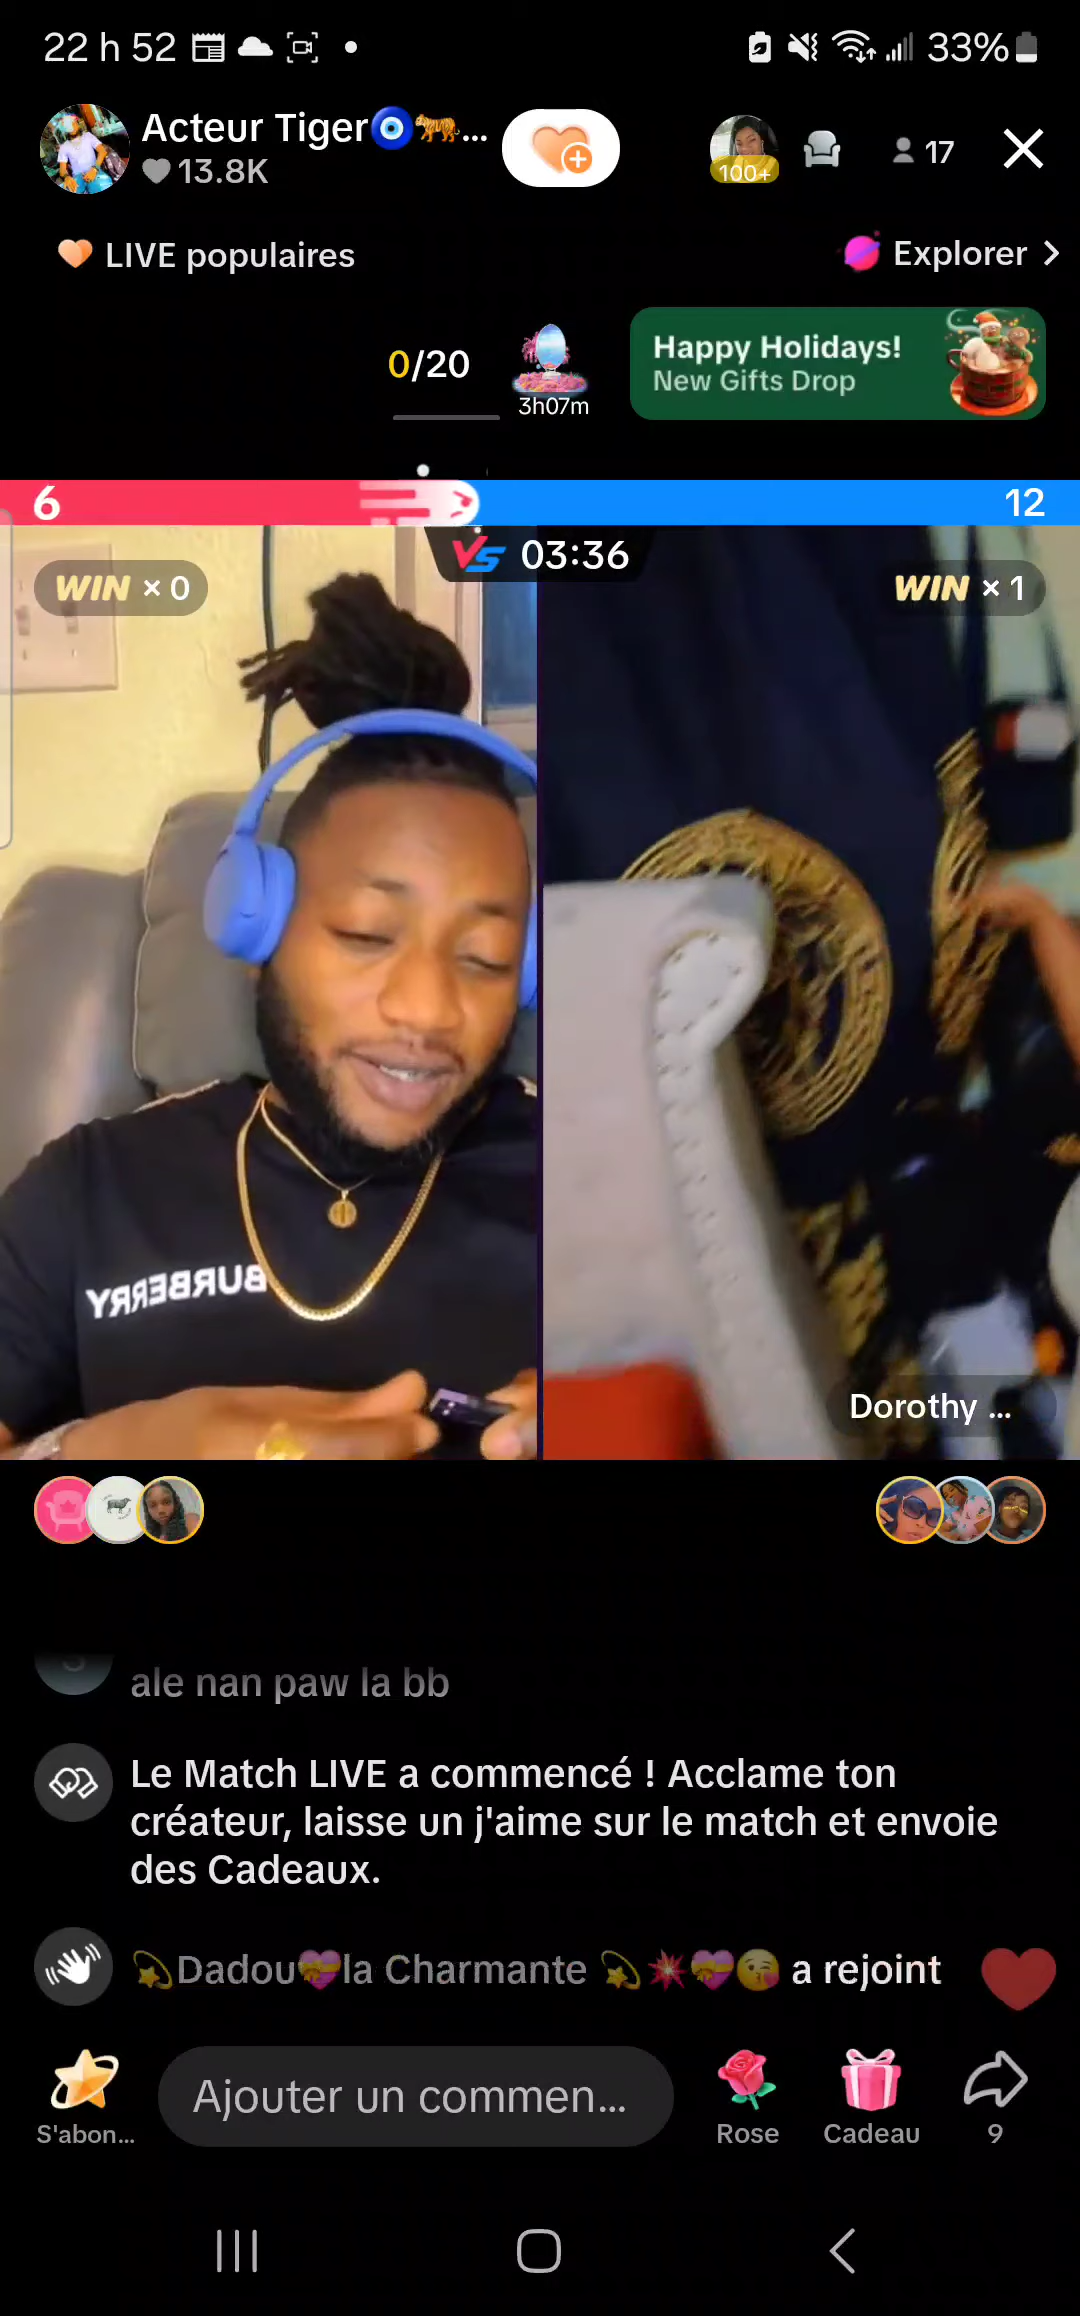 22 h 52
33%
Acteur Tiger🧿🐅...
13.8K
100+
17
LIVE populaires
Explorer
0/20
3h07m
Happy Holidays!
New Gifts Drop
6
12
VS 03:36
WIN × 0
WIN × 1
BURBERRY
Dorothy ...
ale nan paw la bb
Le Match LIVE a commencé ! Acclame ton
créateur, laisse un j'aime sur le match et envoie
des Cadeaux.
💫Dadou💝la Charmante 💫💥💝😘 a rejoint
S'abon...
Ajouter un commen...
Rose
Cadeau
9